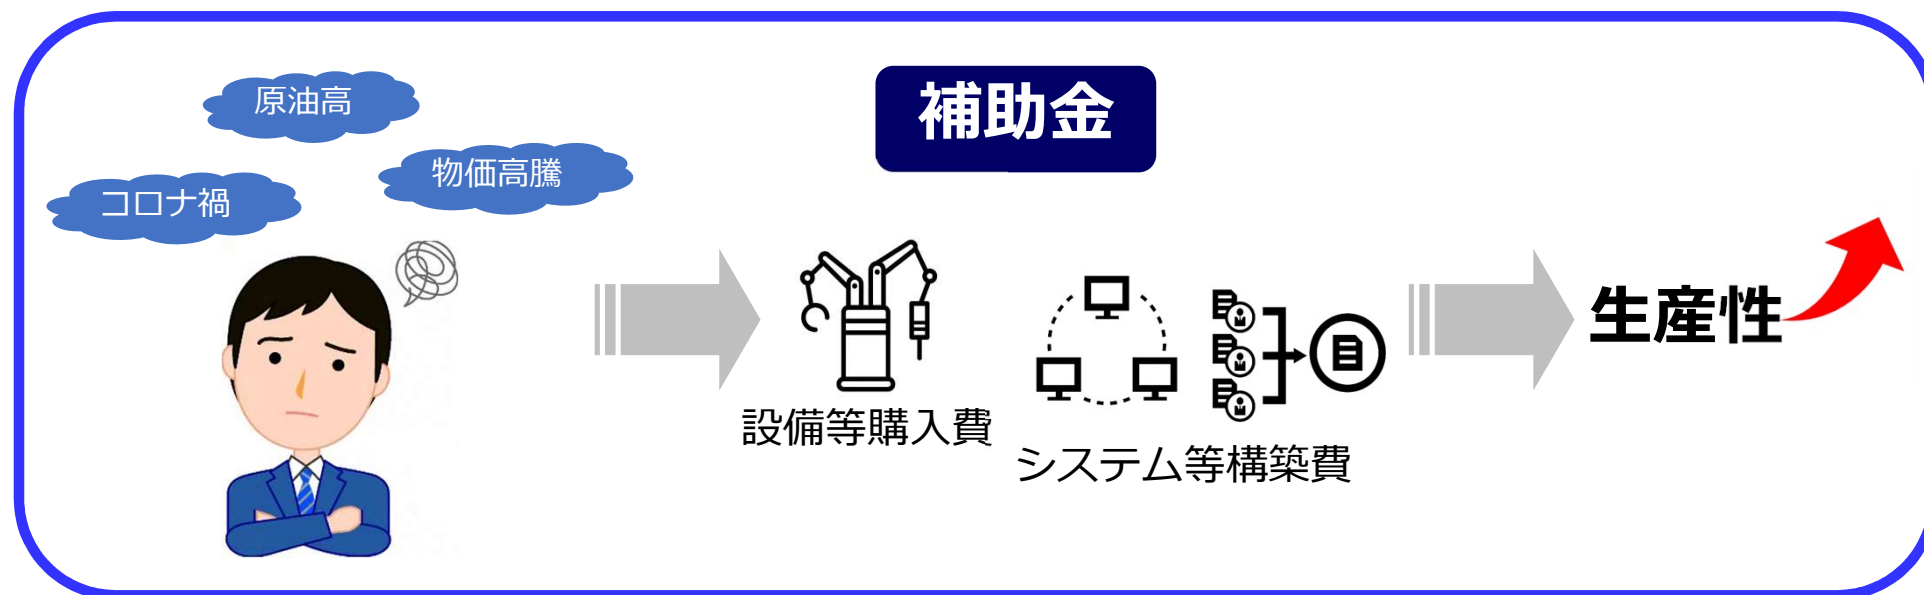 原油高
物価高騰
コロナ禍
補助金
設備等購入費
システム等構築費
生産性